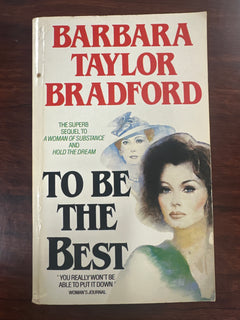 BARBARA
TAYLOR
BRADFORD
THE SUPERB
SEQUEL TO
A WOMAN OF SUBSTANCE
AND
HOLD THE DREAM
TO BE
THE
BEST
'YOU REALLY WON'T BE
ABLE TO PUT IT DOWN'
WOMAN'S JOURNAL